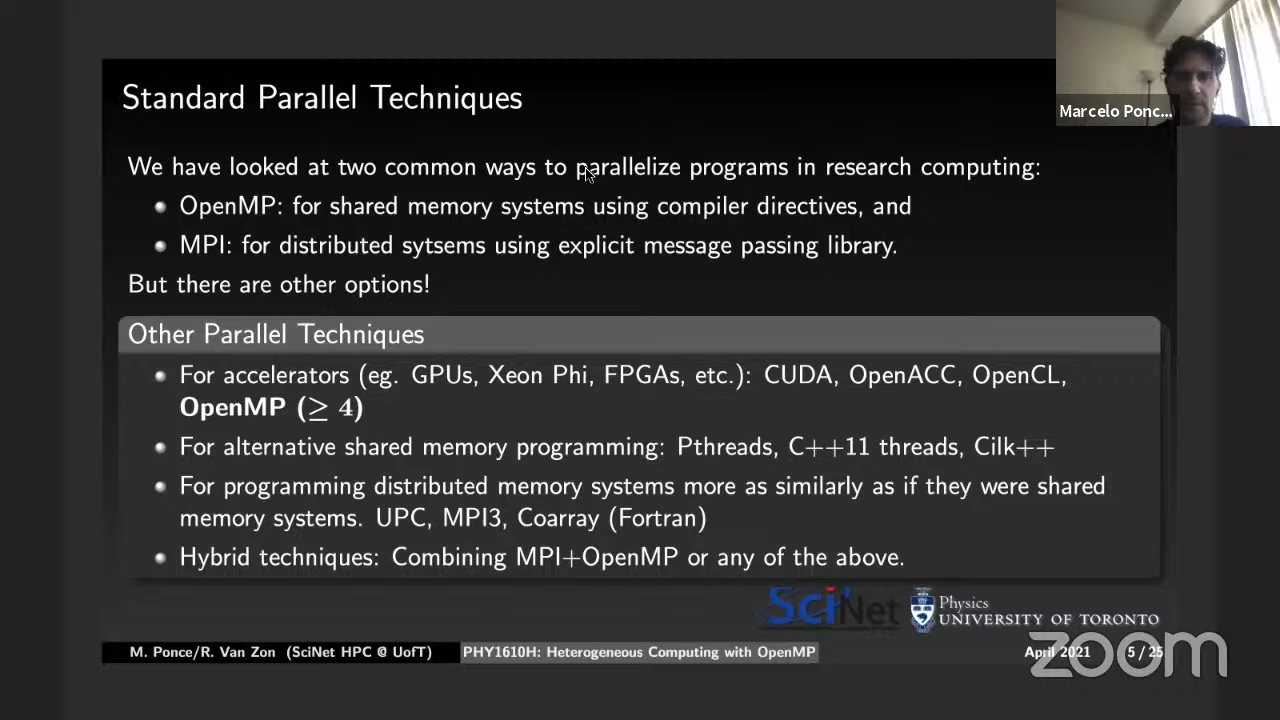 Standard Parallel Techniques
Marcelo Ponc...
We have looked at two common ways to parallelize programs in research computing:
OpenMP: for shared memory systems using compiler directives, and
MPI: for distributed sytsems using explicit message passing library.
But there are other options!
Other Parallel Techniques
For accelerators (eg. GPUs, Xeon Phi, FPGAs, etc.): CUDA, OpenACC, OpenCL,
OpenMP (≥ 4)
For alternative shared memory programming: Pthreads, C++11 threads, Cilk++
For programming distributed memory systems more as similarly as if they were shared
memory systems. UPC, MPI3, Coarray (Fortran)
Hybrid techniques: Combining MPI+OpenMP or any of the above.
SciNet
Physics
UNIVERSITY OF TORONTO
M. Ponce/R. Van Zon (SciNet HPC @ UofT)
PHY1610H: Heterogeneous Computing with OpenMP
April 2021
5 / 25
zoom